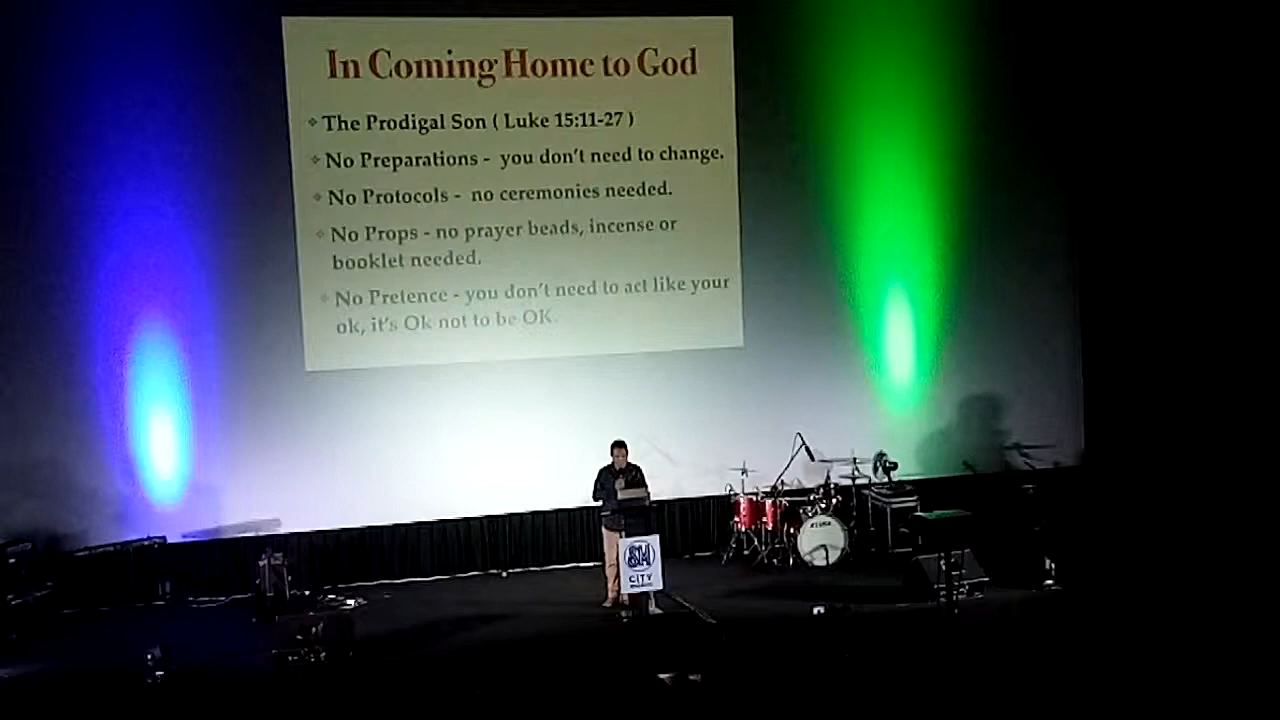 In Coming Home to God
The Prodigal Son ( Luke 15:11-27 )
No Preparations - you don't need to change.
No Protocols - no ceremonies needed.
No Props - no prayer beads, incense or
booklet needed.
No Pretence - you don't need to act like your
ok, it's Ok not to be OK.
SM
CITY
TAMA